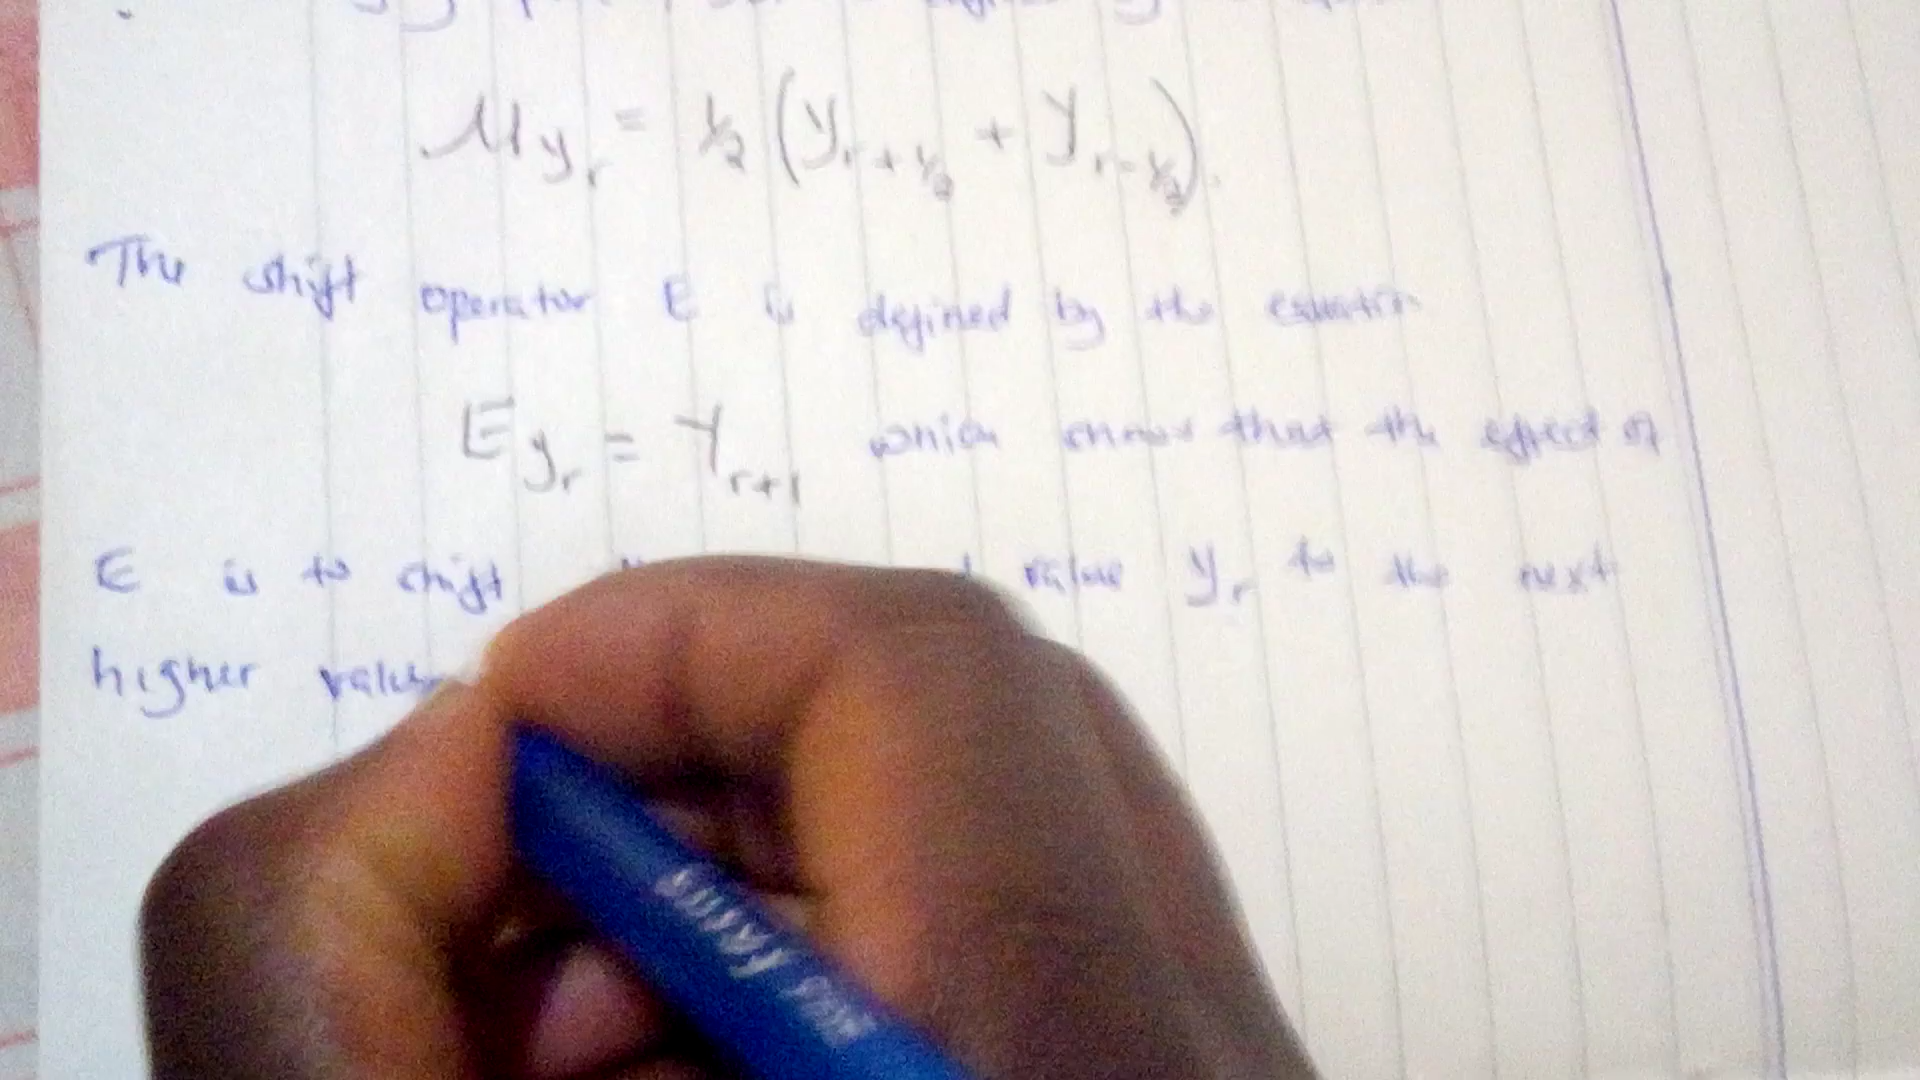 μy_r = 1/2 (y_{r+1/2} + y_{r-1/2}).
The shift operator E is defined by the equation
Ey_r = Y_{r+1} which shows that the effect of
E is to shift value y_r to the next
higher value